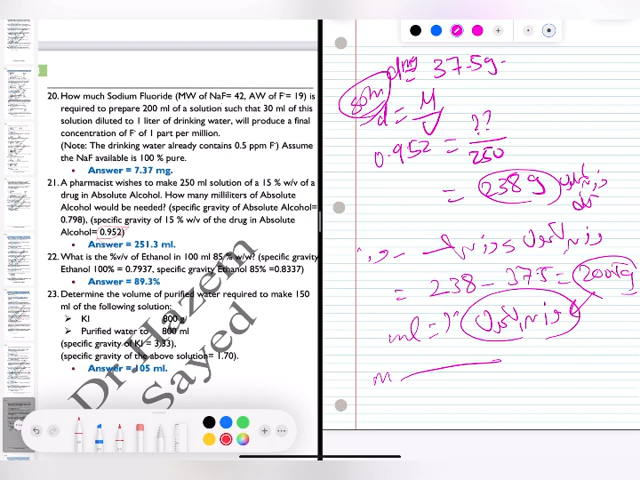 20. How much Sodium Fluoride (MW of NaF= 42, AW of F⁻= 19) is
required to prepare 200 ml of a solution such that 30 ml of this
solution diluted to 1 liter of drinking water, will produce a final
concentration of F⁻ of 1 part per million.
(Note: The drinking water already contains 0.5 ppm F⁻) Assume
the NaF available is 100 % pure.
• Answer = 7.37 mg.
21. A pharmacist wishes to make 250 ml solution of a 15 % w/v of a
drug in Absolute Alcohol. How many milliliters of Absolute
Alcohol would be needed? (specific gravity of Absolute Alcohol=
0.798), (specific gravity of 15 % w/v of the drug in Absolute
Alcohol= 0.952)
• Answer = 251.3 ml.
22. What is the %v/v of Ethanol in 100 ml 85 % w/w? (specific gravity
Ethanol 100% = 0.7937, specific gravity Ethanol 85% =0.8337)
• Answer = 89.3%
23. Determine the volume of purified water required to make 150
ml of the following solution:
➢ KI 800 g
➢ Purified water to 800 ml
(specific gravity of KI = 3.83),
(specific gravity of the above solution= 1.70).
• Answer = 105 ml.
Dr.Hazem
Sayed
drug = 37.5g.
d = M/V
0.952 = ??/250
= 238 g
= 238 - 37.5 = 200.5g
ml = ??